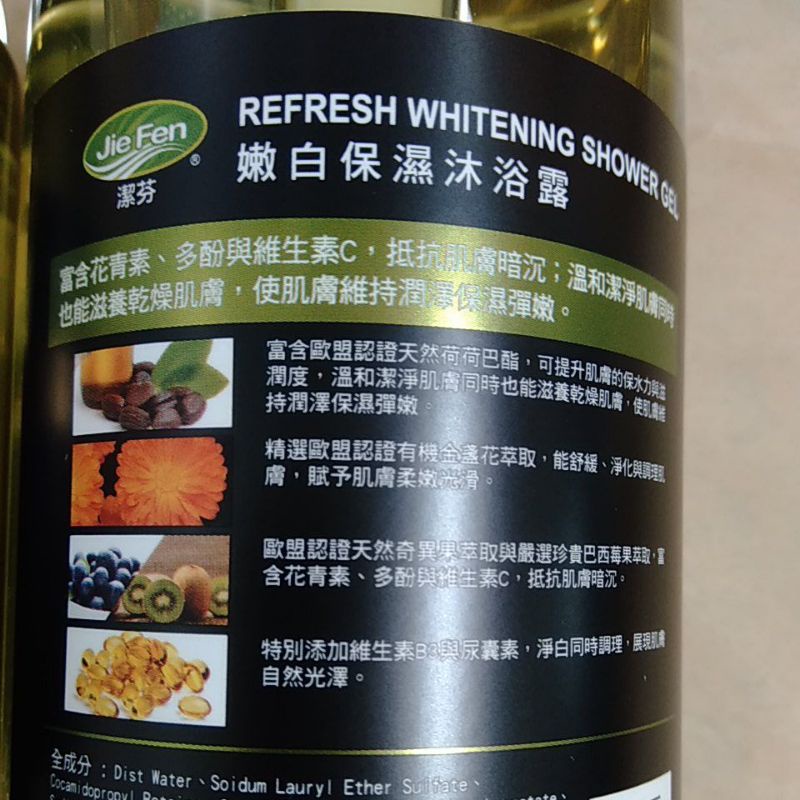 Jie Fen
®
潔芬
REFRESH WHITENING SHOWER GEL
嫩白保濕沐浴露
富含花青素、多酚與維生素C，抵抗肌膚暗沉；溫和潔淨肌膚同時
也能滋養乾燥肌膚，使肌膚維持潤澤保濕彈嫩。
富含歐盟認證天然荷荷巴酯，可提升肌膚的保水力與滋
潤度，溫和潔淨肌膚同時也能滋養乾燥肌膚，使肌膚維
持潤澤保濕彈嫩。
精選歐盟認證有機金盞花萃取，能舒緩、淨化與調理肌
膚，賦予肌膚柔嫩光滑。
歐盟認證天然奇異果萃取與嚴選珍貴巴西莓果萃取，富
含花青素、多酚與維生素C，抵抗肌膚暗沉。
特別添加維生素B3與尿囊素，淨白同時調理，展現肌膚
自然光澤。
全成分：Dist Water、Soidum Lauryl Ether Sulfate、